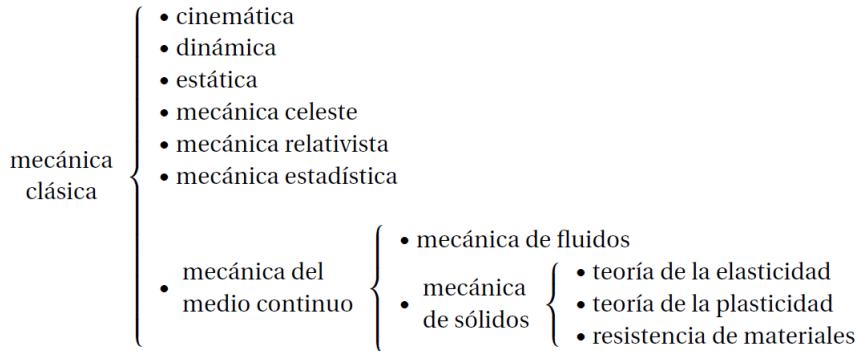 mecánica
clásica
• cinemática
• dinámica
• estática
• mecánica celeste
• mecánica relativista
• mecánica estadística
• mecánica del
medio continuo
• mecánica de fluidos
• mecánica
de sólidos
• teoría de la elasticidad
• teoría de la plasticidad
• resistencia de materiales